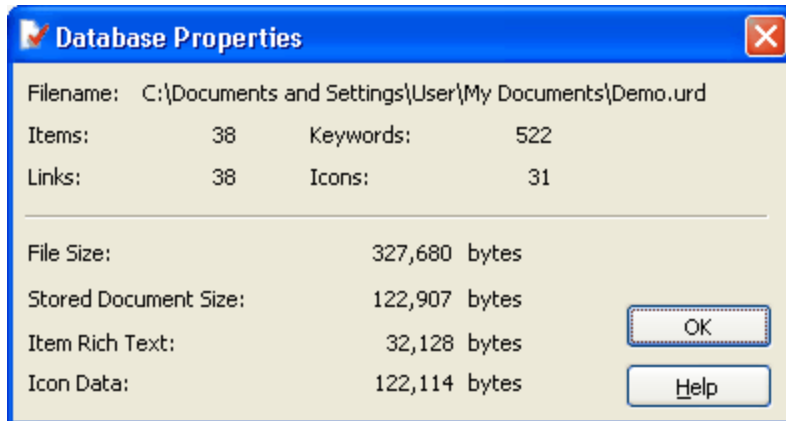 Database Properties
Filename: C:\Documents and Settings\User\My Documents\Demo.urd
Items: 38 Keywords: 522
Links: 38 Icons: 31
File Size: 327,680 bytes
Stored Document Size: 122,907 bytes
OK
Item Rich Text: 32,128 bytes
Icon Data: 122,114 bytes
Help